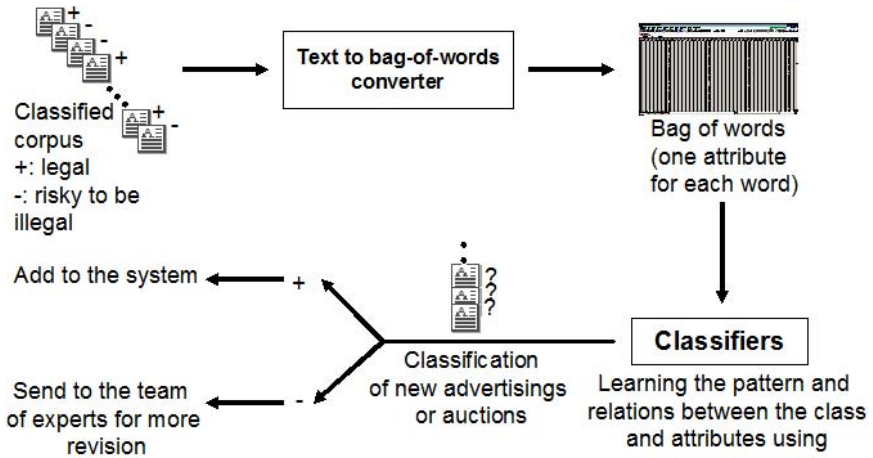 +
-
-
+
+
-
Classified
corpus
+: legal
-: risky to be
illegal
Text to bag-of-words
converter
Bag of words
(one attribute
for each word)
Classifiers
Learning the pattern and
relations between the class
and attributes using
?
?
?
Classification
of new advertisings
or auctions
+
Add to the system
-
Send to the team
of experts for more
revision